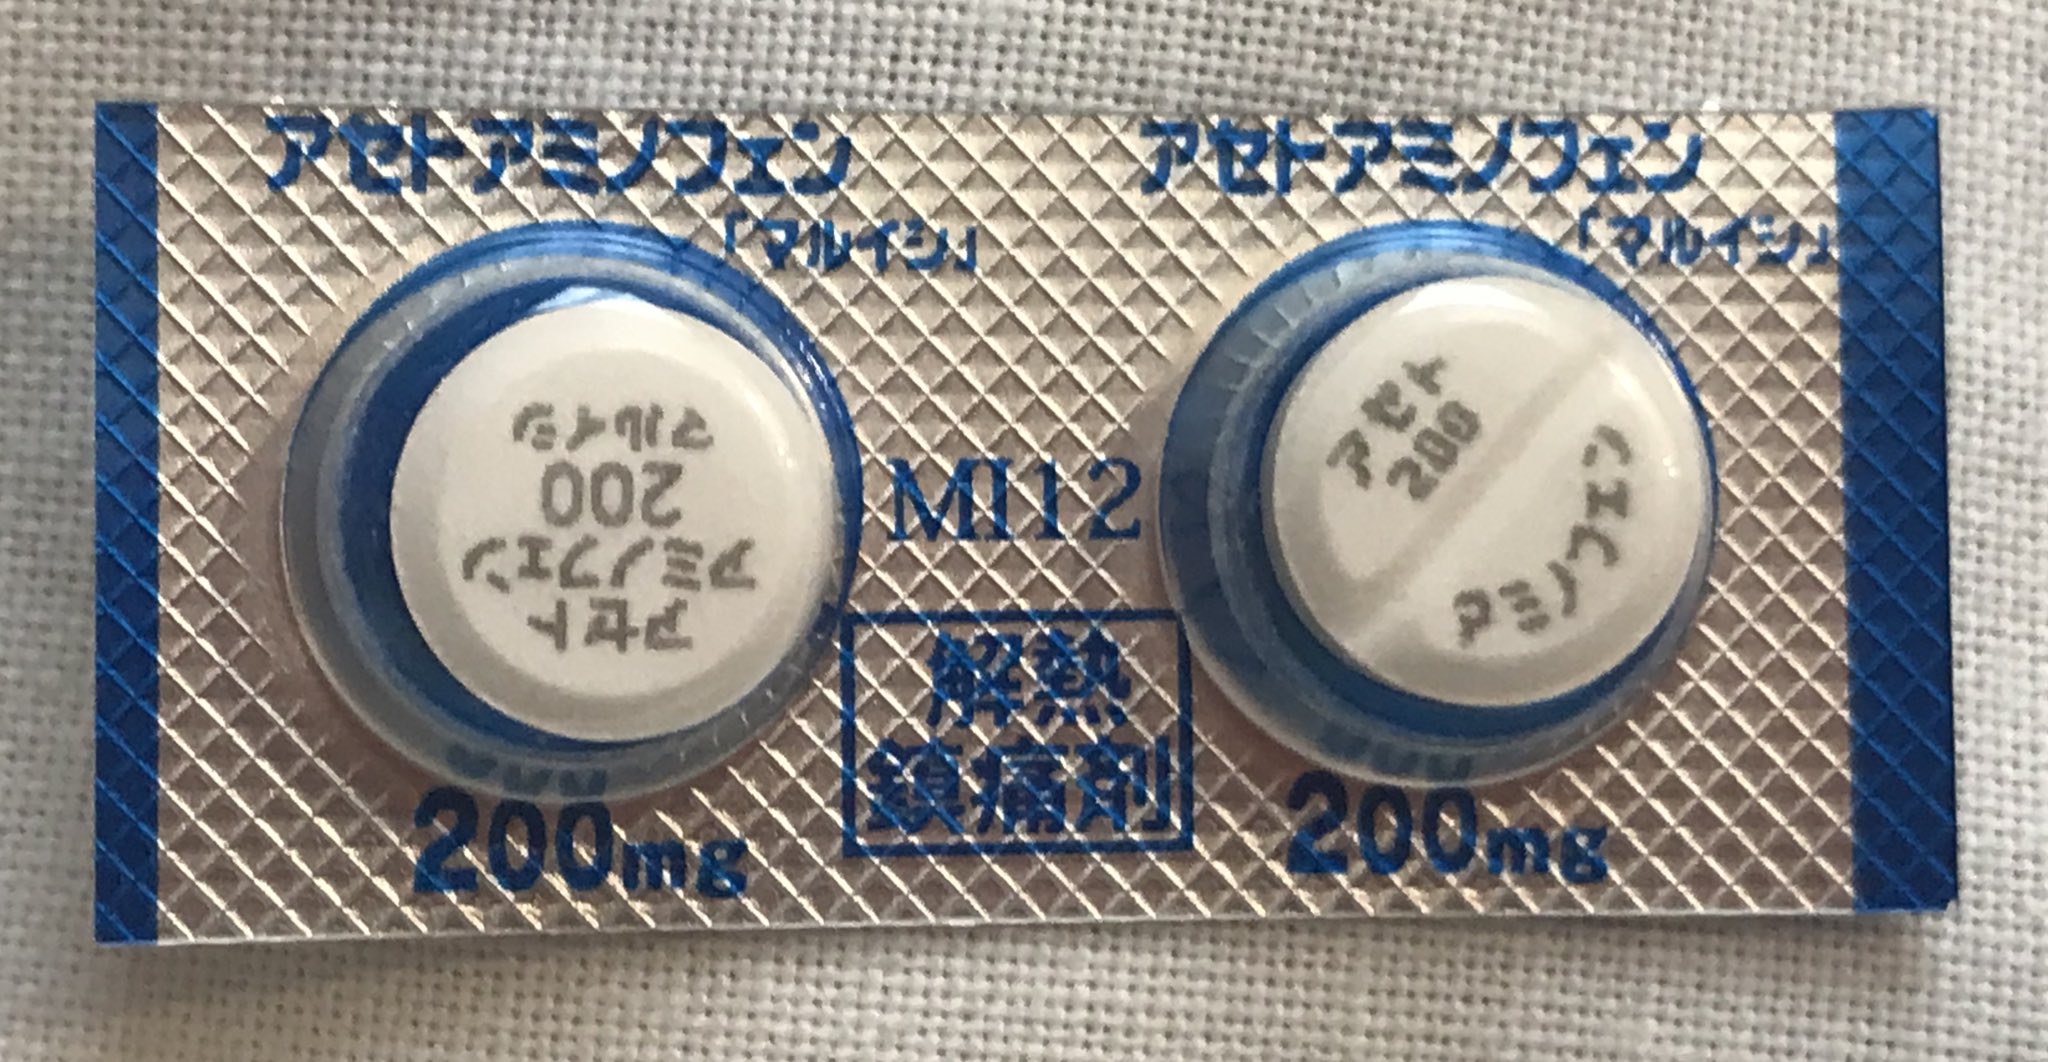 アセトアミノフェン
「マルイシ」
アセトアミノフェン
「マルイシ」
アセト
アミノフェン
200
マルイシ
MI12
アセト
200
アミノフェン
解熱
鎮痛剤
200mg
200mg